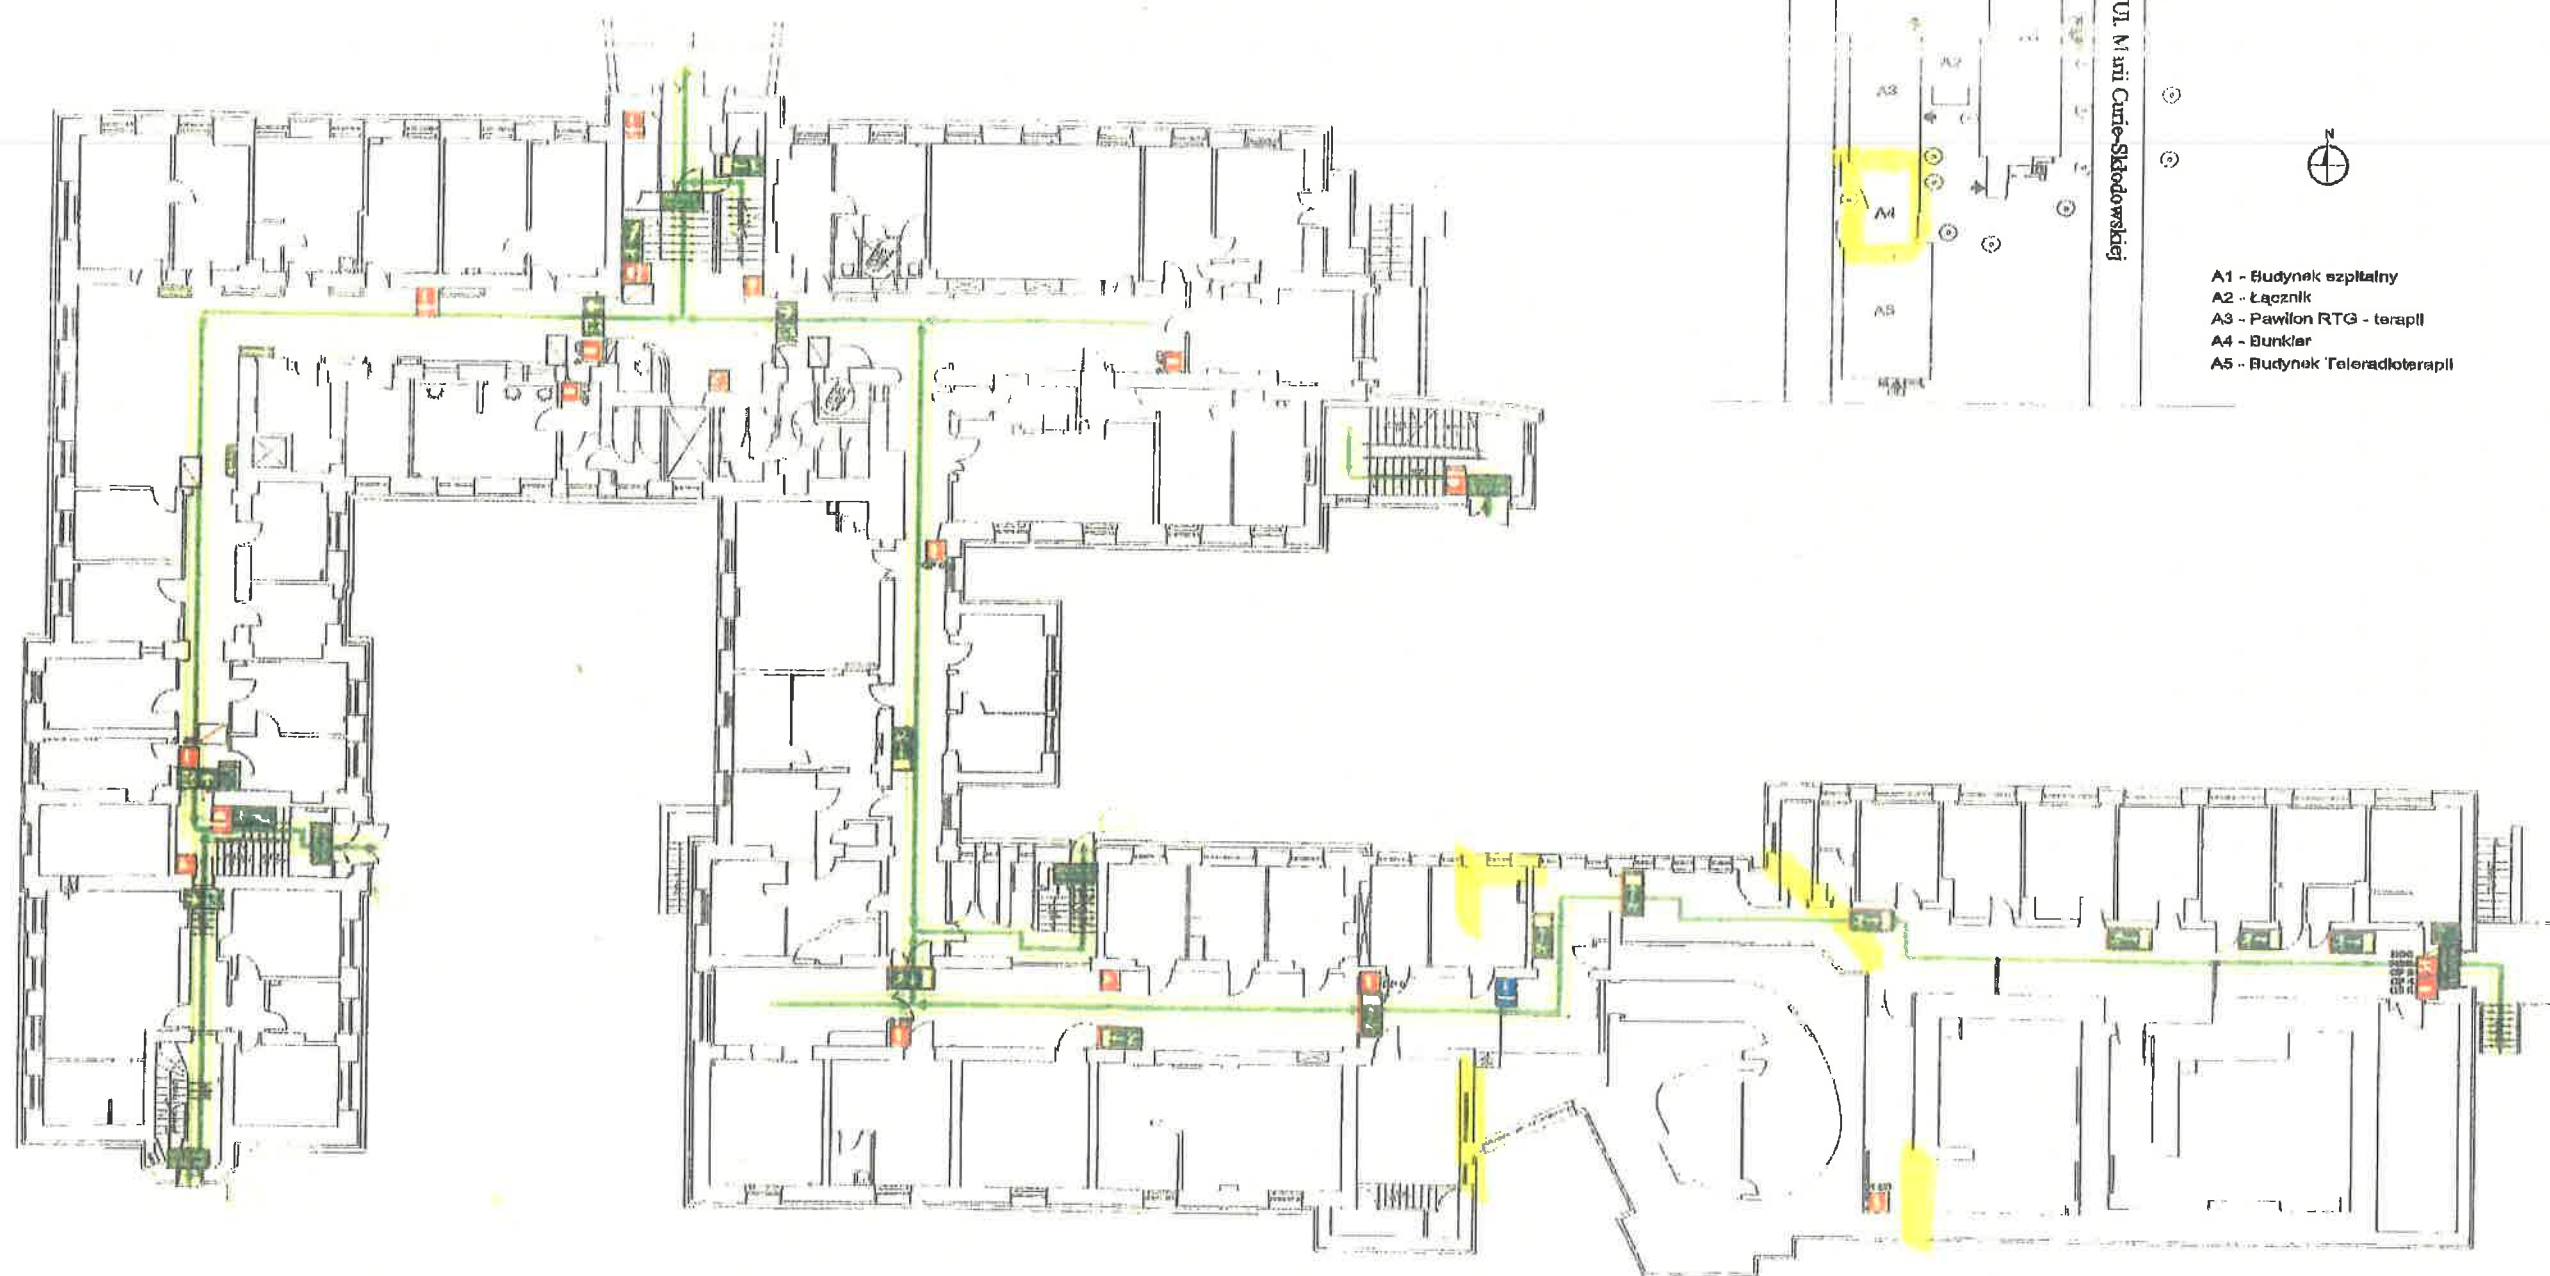 Ul. Marii Curie-Skłodowskiej
N
A2
A3
A4
A5
A1 - Budynek szpitalny
A2 - Łącznik
A3 - Pawilon RTG - terapii
A4 - Bunkier
A5 - Budynek Teleradioterapii